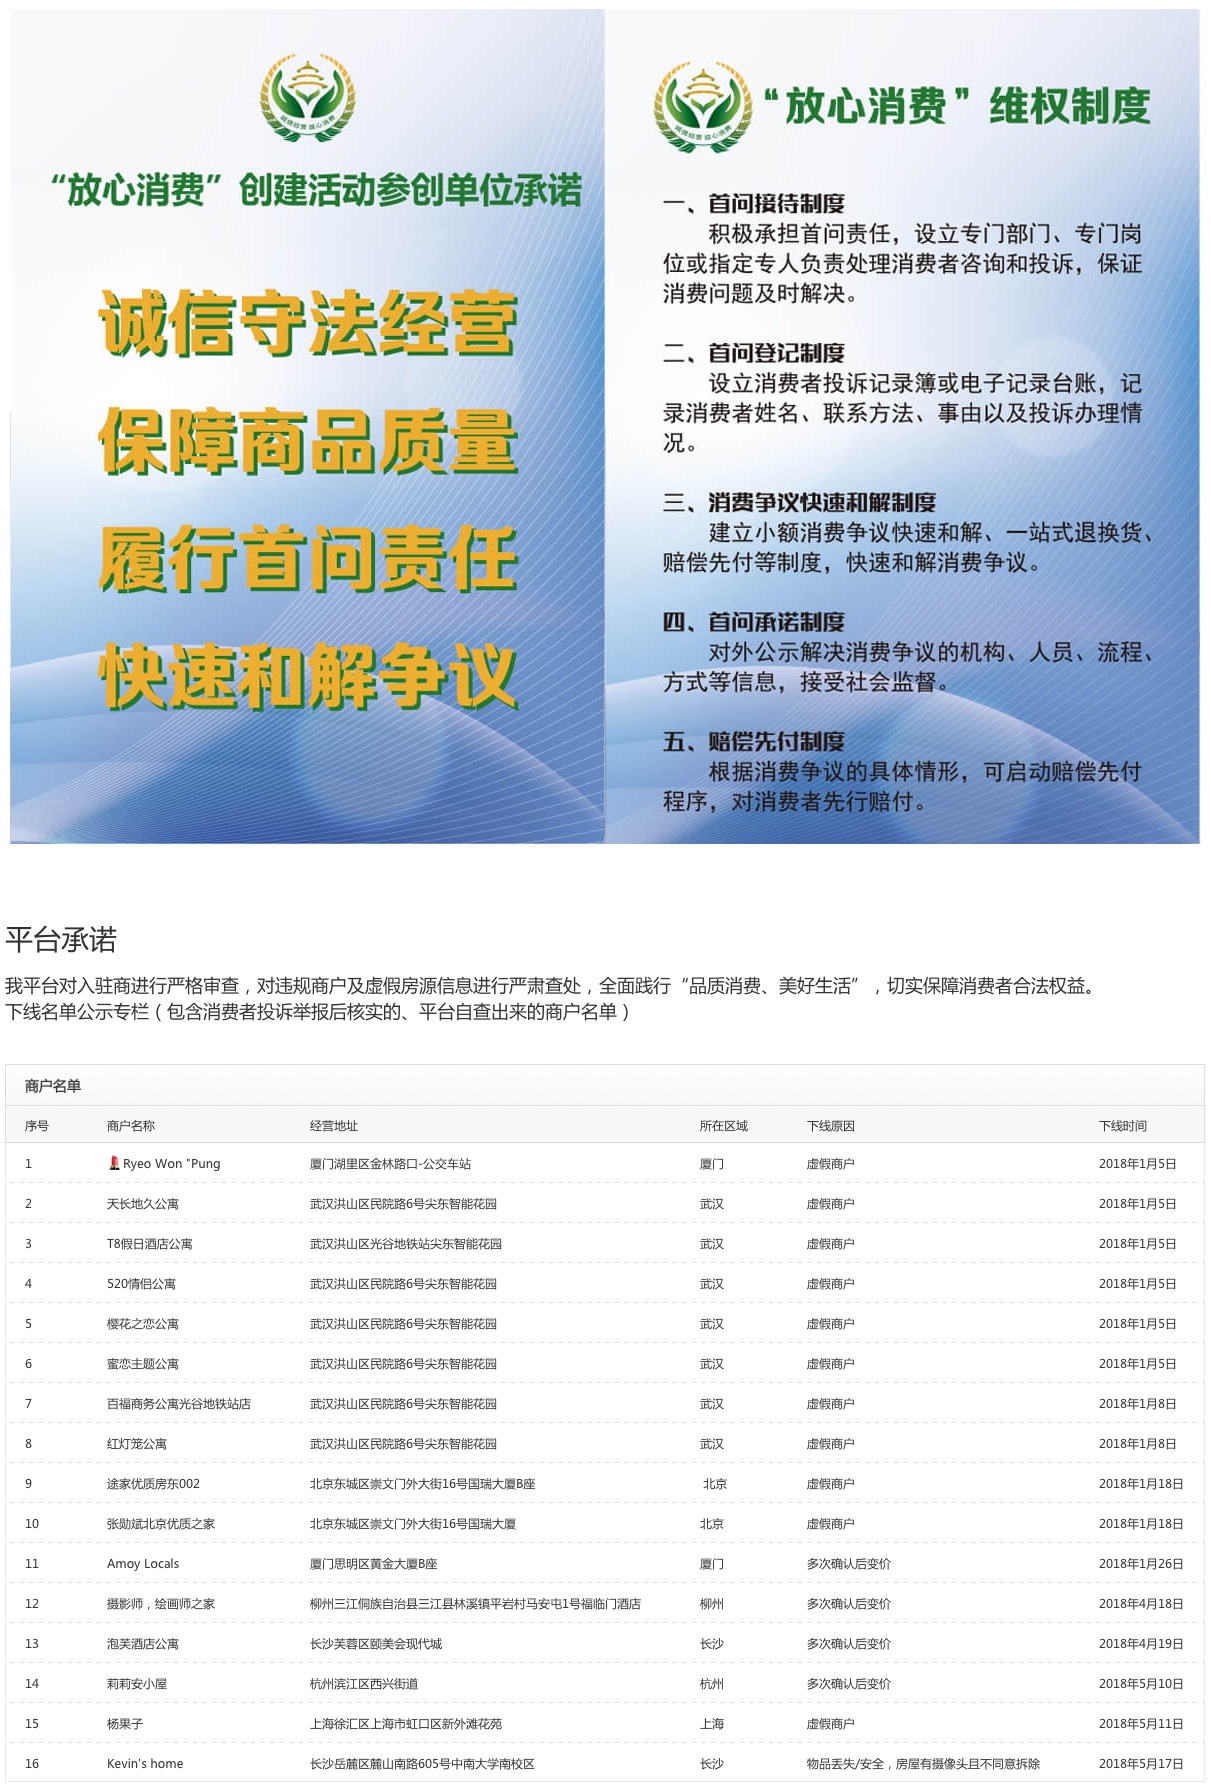 诚信经营 放心消费
“放心消费”创建活动参创单位承诺
诚信守法经营
保障商品质量
履行首问责任
快速和解争议
诚信经营 放心消费
“放心消费”维权制度
一、首问接待制度
积极承担首问责任，设立专门部门、专门岗
位或指定专人负责处理消费者咨询和投诉，保证
消费问题及时解决。
二、首问登记制度
设立消费者投诉记录簿或电子记录台账，记
录消费者姓名、联系方法、事由以及投诉办理情
况。
三、消费争议快速和解制度
建立小额消费争议快速和解、一站式退换货、
赔偿先付等制度，快速和解消费争议。
四、首问承诺制度
对外公示解决消费争议的机构、人员、流程、
方式等信息，接受社会监督。
五、赔偿先付制度
根据消费争议的具体情形，可启动赔偿先付
程序，对消费者先行赔付。
平台承诺
我平台对入驻商进行严格审查，对违规商户及虚假房源信息进行严肃查处，全面践行“品质消费、美好生活”，切实保障消费者合法权益。
下线名单公示专栏（包含消费者投诉举报后核实的、平台自查出来的商户名单）
商户名单
序号 商户名称 经营地址 所在区域 下线原因 下线时间
1 💄Ryeo Won "Pung 厦门湖里区金林路口-公交车站 厦门 虚假商户 2018年1月5日
2 天长地久公寓 武汉洪山区民院路6号尖东智能花园 武汉 虚假商户 2018年1月5日
3 T8假日酒店公寓 武汉洪山区光谷地铁站尖东智能花园 武汉 虚假商户 2018年1月5日
4 520情侣公寓 武汉洪山区民院路6号尖东智能花园 武汉 虚假商户 2018年1月5日
5 樱花之恋公寓 武汉洪山区民院路6号尖东智能花园 武汉 虚假商户 2018年1月5日
6 蜜恋主题公寓 武汉洪山区民院路6号尖东智能花园 武汉 虚假商户 2018年1月5日
7 百福商务公寓光谷地铁站店 武汉洪山区民院路6号尖东智能花园 武汉 虚假商户 2018年1月8日
8 红灯笼公寓 武汉洪山区民院路6号尖东智能花园 武汉 虚假商户 2018年1月8日
9 途家优质房东002 北京东城区崇文门外大街16号国瑞大厦B座 北京 虚假商户 2018年1月18日
10 张勋斌北京优质之家 北京东城区崇文门外大街16号国瑞大厦 北京 虚假商户 2018年1月18日
11 Amoy Locals 厦门思明区黄金大厦B座 厦门 多次确认后变价 2018年1月26日
12 摄影师，绘画师之家 柳州三江侗族自治县三江县林溪镇平岩村马安屯1号福临门酒店 柳州 多次确认后变价 2018年4月18日
13 泡芙酒店公寓 长沙芙蓉区颐美会现代城 长沙 多次确认后变价 2018年4月19日
14 莉莉安小屋 杭州滨江区西兴街道 杭州 多次确认后变价 2018年5月10日
15 杨果子 上海徐汇区上海市虹口区新外滩花苑 上海 虚假商户 2018年5月11日
16 Kevin's home 长沙岳麓区麓山南路605号中南大学南校区 长沙 物品丢失/安全，房屋有摄像头且不同意拆除 2018年5月17日